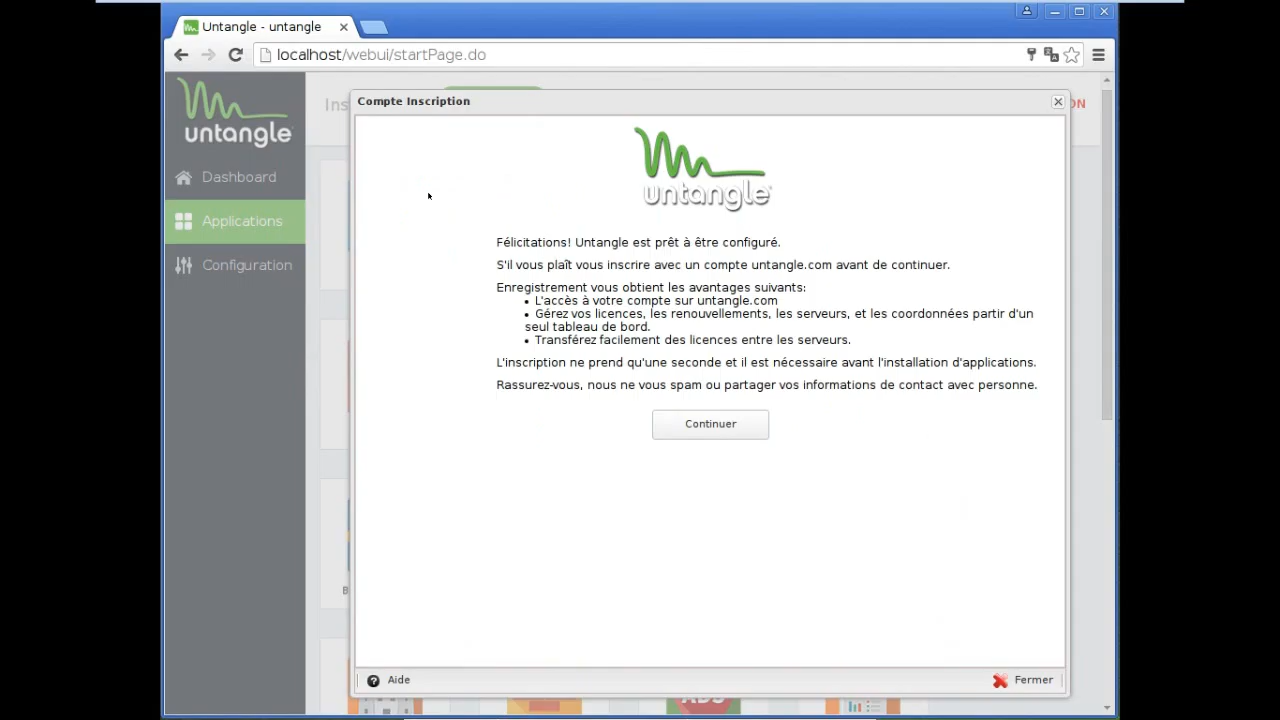 Untangle - untangle
localhost/webui/startPage.do
untangle
Ins
ON
Dashboard
Applications
Configuration
Compte Inscription
untangle
Félicitations! Untangle est prêt à être configuré.
S'il vous plaît vous inscrire avec un compte untangle.com avant de continuer.
Enregistrement vous obtient les avantages suivants:
• L'accès à votre compte sur untangle.com
• Gérez vos licences, les renouvellements, les serveurs, et les coordonnées partir d'un
seul tableau de bord.
• Transférez facilement des licences entre les serveurs.
L'inscription ne prend qu'une seconde et il est nécessaire avant l'installation d'applications.
Rassurez-vous, nous ne vous spam ou partager vos informations de contact avec personne.
Continuer
B
ADS
Aide
Fermer